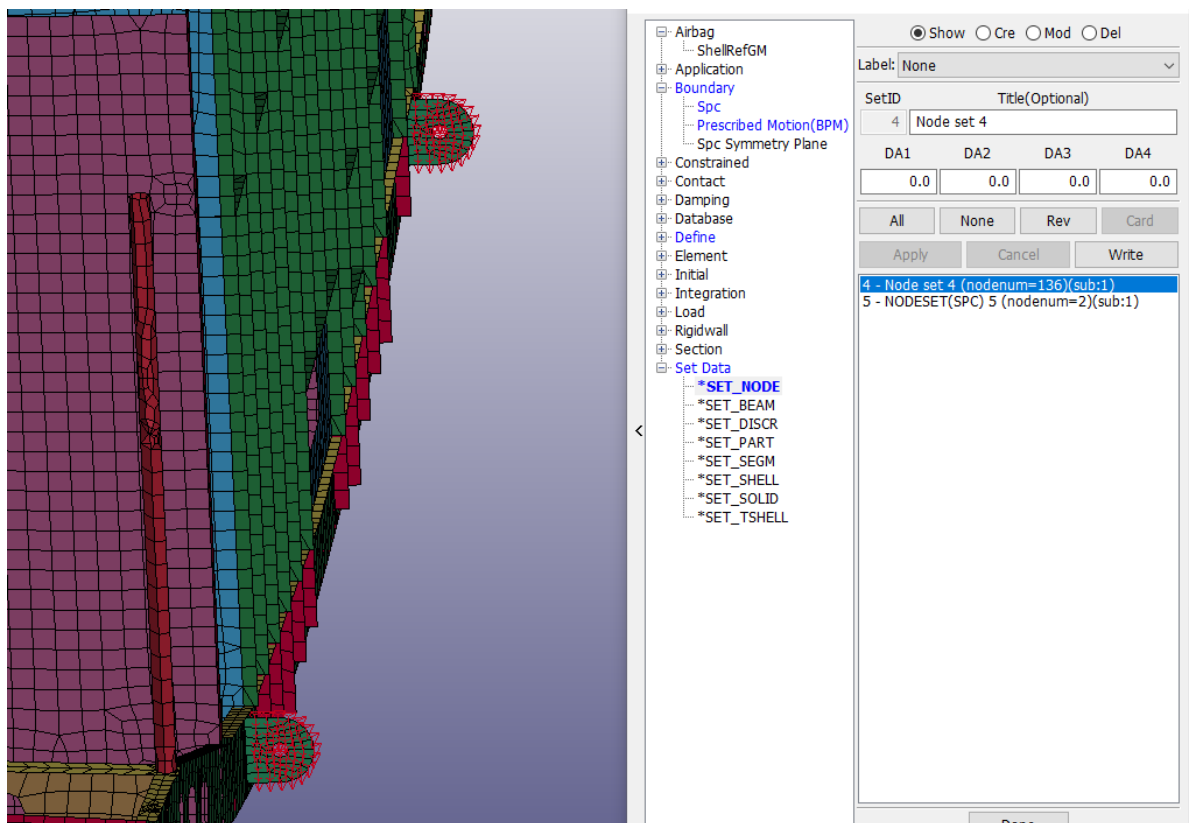 Airbag
ShellRefGM
Application
Boundary
Spc
Prescribed Motion(BPM)
Spc Symmetry Plane
Constrained
Contact
Damping
Database
Define
Element
Initial
Integration
Load
Rigidwall
Section
Set Data
*SET_NODE
*SET_BEAM
*SET_DISCR
*SET_PART
*SET_SEGM
*SET_SHELL
*SET_SOLID
*SET_TSHELL
<
Show Cre Mod Del
Label: None
SetID Title(Optional)
4 Node set 4
DA1 DA2 DA3 DA4
0.0 0.0 0.0 0.0
All None Rev Card
Apply Cancel Write
4 - Node set 4 (nodenum=136)(sub:1)
5 - NODESET(SPC) 5 (nodenum=2)(sub:1)